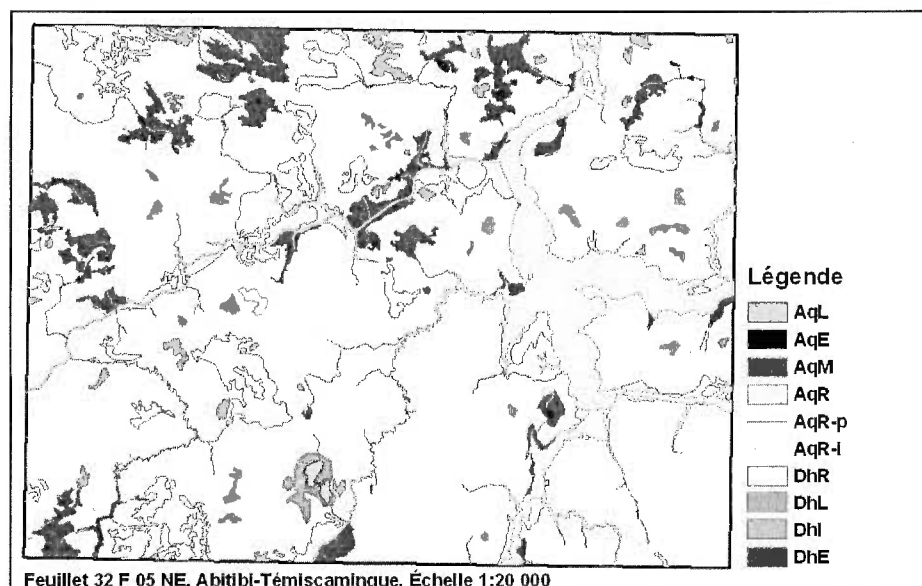 Légende
AqL
AqE
AqM
AqR
AqR-p
AqR-I
DhR
DhL
DhI
DhE
Feuillet 32 F 05 NE, Abitibi-Témiscamingue, Échelle 1:20 000